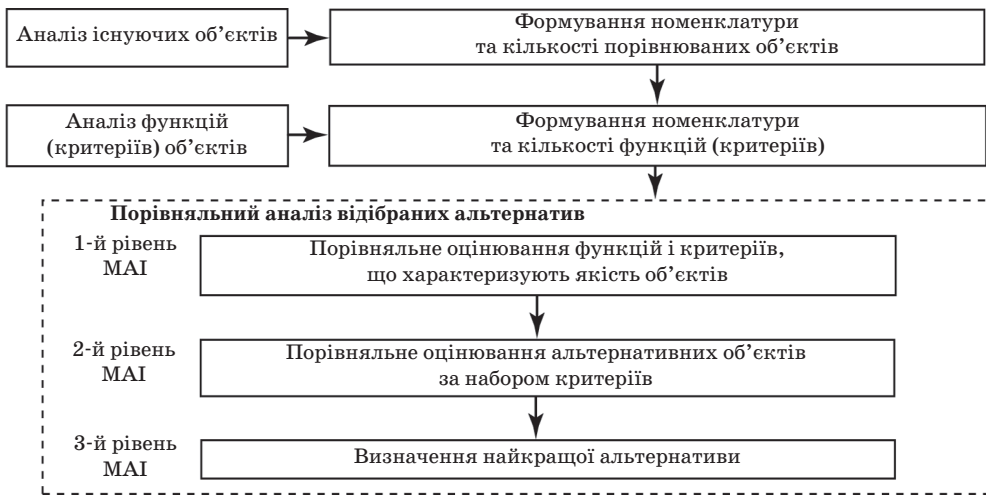 Аналіз існуючих об’єктів
Формування номенклатури
та кількості порівнюваних об’єктів
Аналіз функцій
(критеріїв) об’єктів
Формування номенклатури
та кількості функцій (критеріїв)
Порівняльний аналіз відібраних альтернатив
1-й рівень
МАІ
Порівняльне оцінювання функцій і критеріїв,
що характеризують якість об’єктів
2-й рівень
МАІ
Порівняльне оцінювання альтернативних об’єктів
за набором критеріїв
3-й рівень
МАІ
Визначення найкращої альтернативи